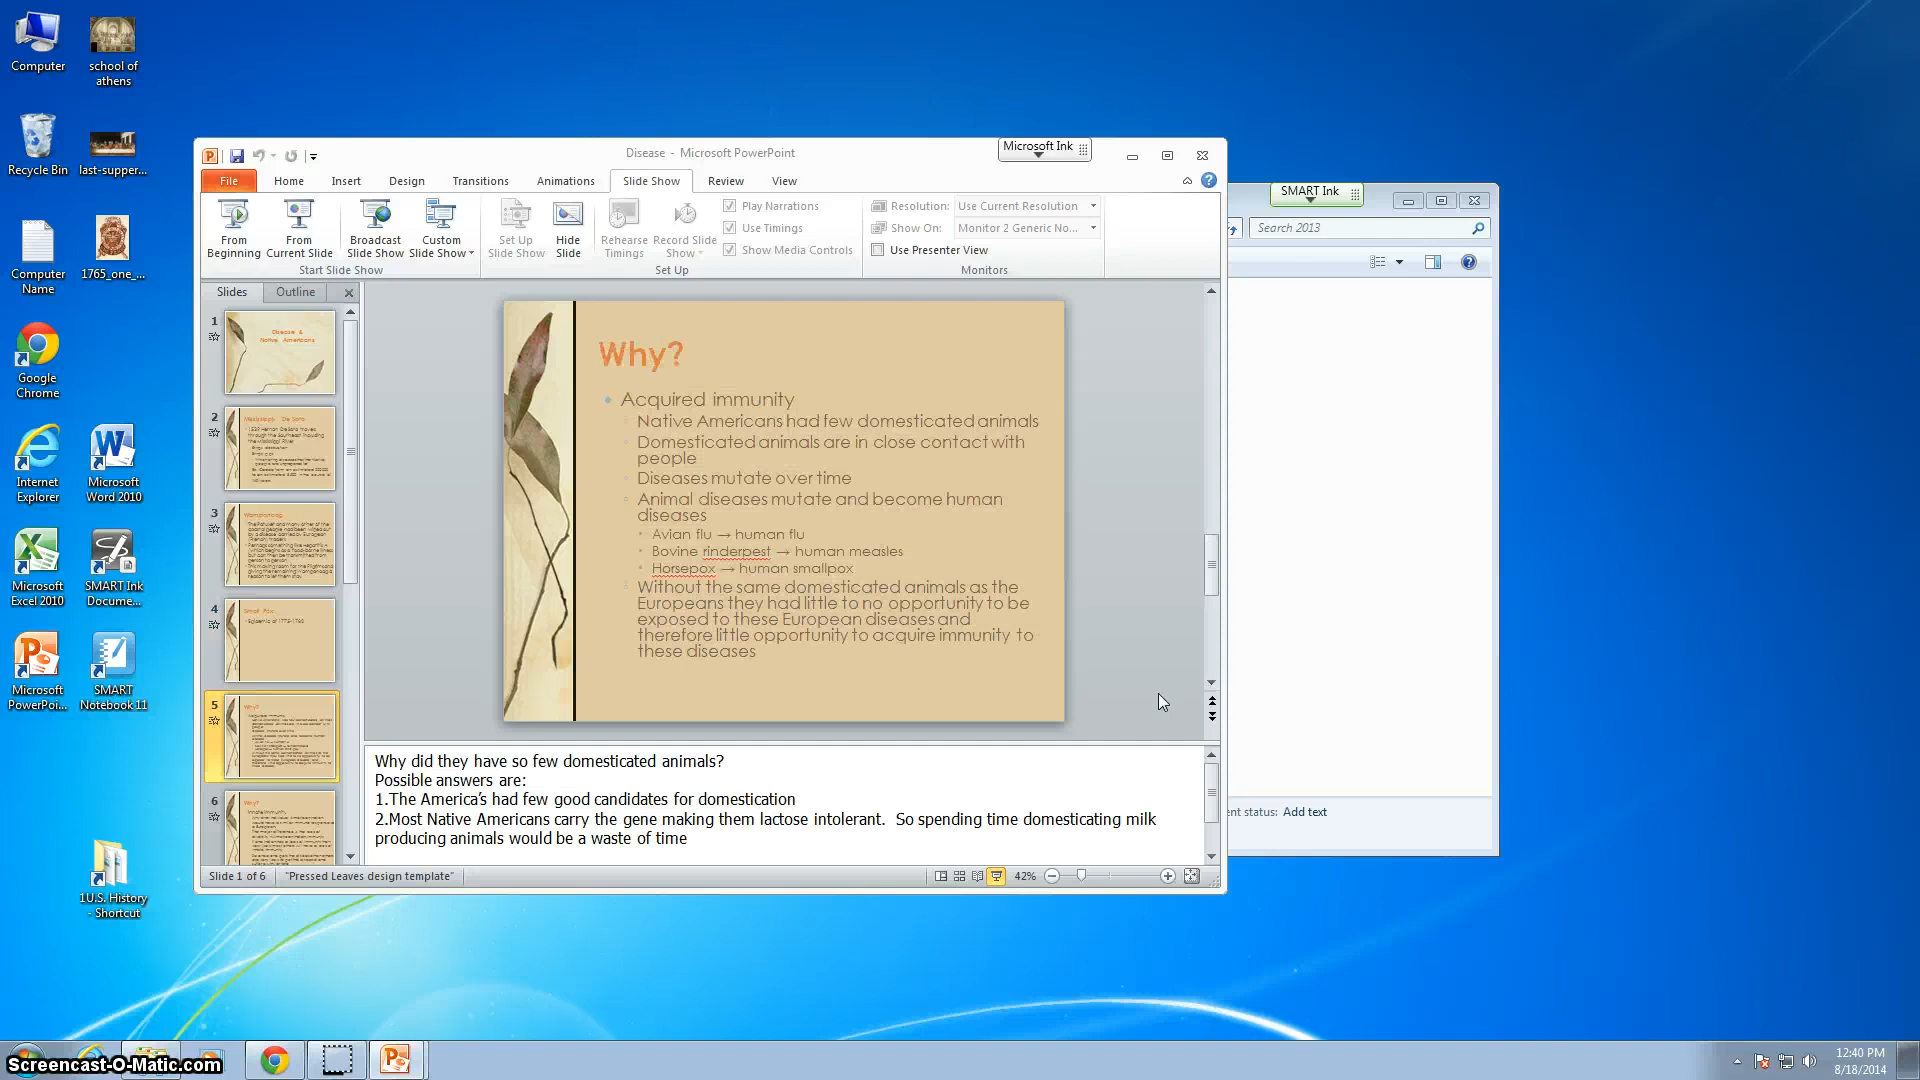 Computer
school of
athens
Recycle Bin
last-supper...
Computer
Name
1765_one_...
Google
Chrome
Internet
Explorer
Microsoft
Word 2010
Microsoft
Excel 2010
SMART Ink
Docume...
Microsoft
PowerPoi...
SMART
Notebook 11
1U.S. History
- Shortcut
Disease - Microsoft PowerPoint
Microsoft Ink
File
Home
Insert
Design
Transitions
Animations
Slide Show
Review
View
From
Beginning
From
Current Slide
Broadcast
Slide Show
Custom
Slide Show
Start Slide Show
Set Up
Slide Show
Hide
Slide
Rehearse
Timings
Record Slide
Show
Play Narrations
Use Timings
Show Media Controls
Set Up
Resolution: Use Current Resolution
Show On: Monitor 2 Generic No...
Use Presenter View
Monitors
SMART Ink
Search 2013
Slides
Outline
1
Disease &
Native Americans
2
3
4
5
Why?
6
Why?
Why?
Acquired immunity
Native Americans had few domesticated animals
Domesticated animals are in close contact with
people
Diseases mutate over time
Animal diseases mutate and become human
diseases
Avian flu → human flu
Bovine rinderpest → human measles
Horsepox → human smallpox
Without the same domesticated animals as the
Europeans they had little to no opportunity to be
exposed to these European diseases and
therefore little opportunity to acquire immunity to
these diseases
Why did they have so few domesticated animals?
Possible answers are:
1.The America's had few good candidates for domestication
2.Most Native Americans carry the gene making them lactose intolerant. So spending time domesticating milk
producing animals would be a waste of time
nt status: Add text
Slide 1 of 6
"Pressed Leaves design template"
42%
Screencast-O-Matic.com
12:40 PM
8/18/2014